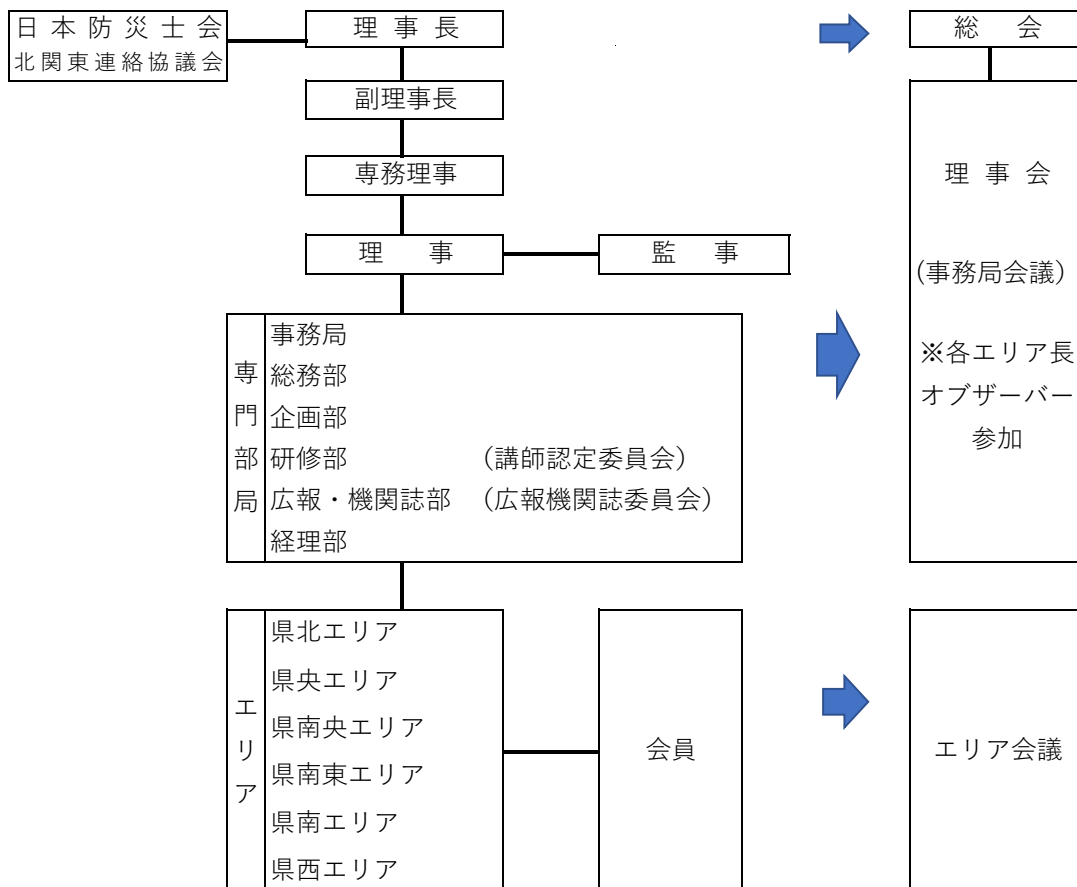 日本防災士会
北関東連絡協議会
理事長
総会
副理事長
専務理事
理事
監事
理事会
(事務局会議)
※各エリア長
オブザーバー
参加
専門部局
事務局
総務部
企画部
研修部 (講師認定委員会)
広報・機関誌部 (広報機関誌委員会)
経理部
エリア
県北エリア
県央エリア
県南央エリア
県南東エリア
県南エリア
県西エリア
会員
エリア会議